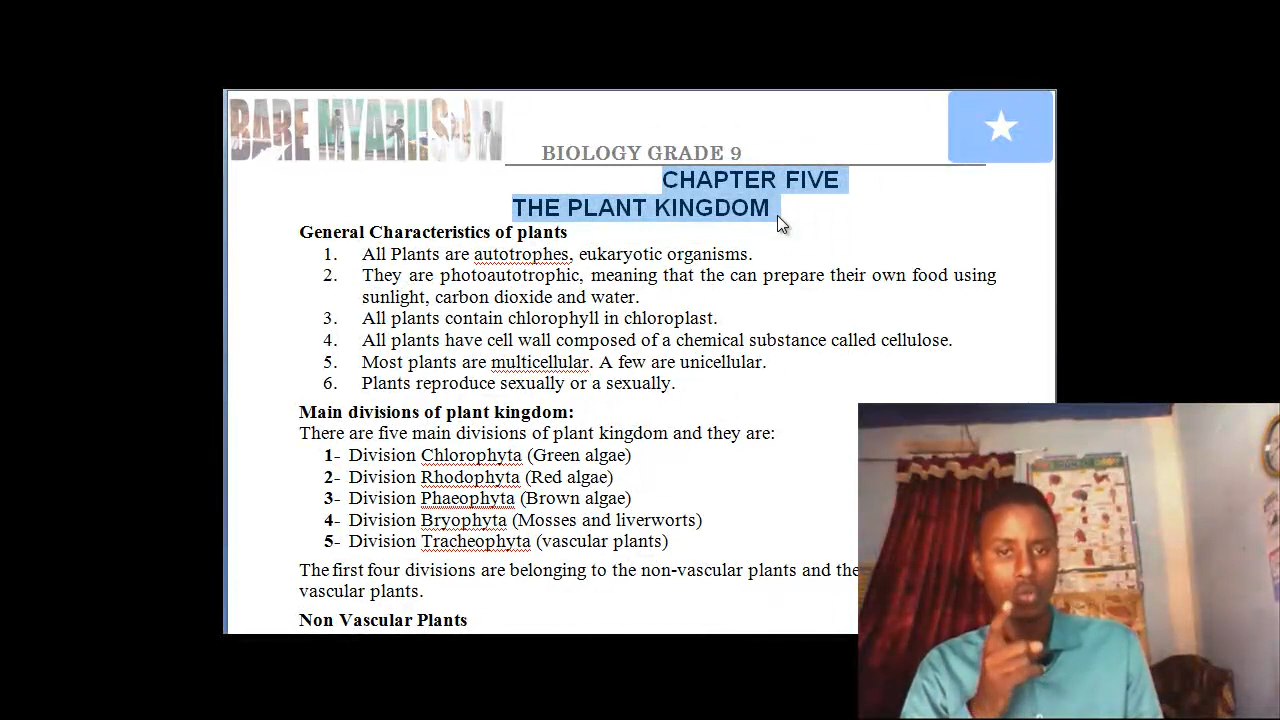 BARE MYARIISOW
BIOLOGY GRADE 9
CHAPTER FIVE
THE PLANT KINGDOM
General Characteristics of plants
1. All Plants are autotrophes, eukaryotic organisms.
2. They are photoautotrophic, meaning that the can prepare their own food using
sunlight, carbon dioxide and water.
3. All plants contain chlorophyll in chloroplast.
4. All plants have cell wall composed of a chemical substance called cellulose.
5. Most plants are multicellular. A few are unicellular.
6. Plants reproduce sexually or a sexually.
Main divisions of plant kingdom:
There are five main divisions of plant kingdom and they are:
1- Division Chlorophyta (Green algae)
2- Division Rhodophyta (Red algae)
3- Division Phaeophyta (Brown algae)
4- Division Bryophyta (Mosses and liverworts)
5- Division Tracheophyta (vascular plants)
The first four divisions are belonging to the non-vascular plants and the
vascular plants.
Non Vascular Plants